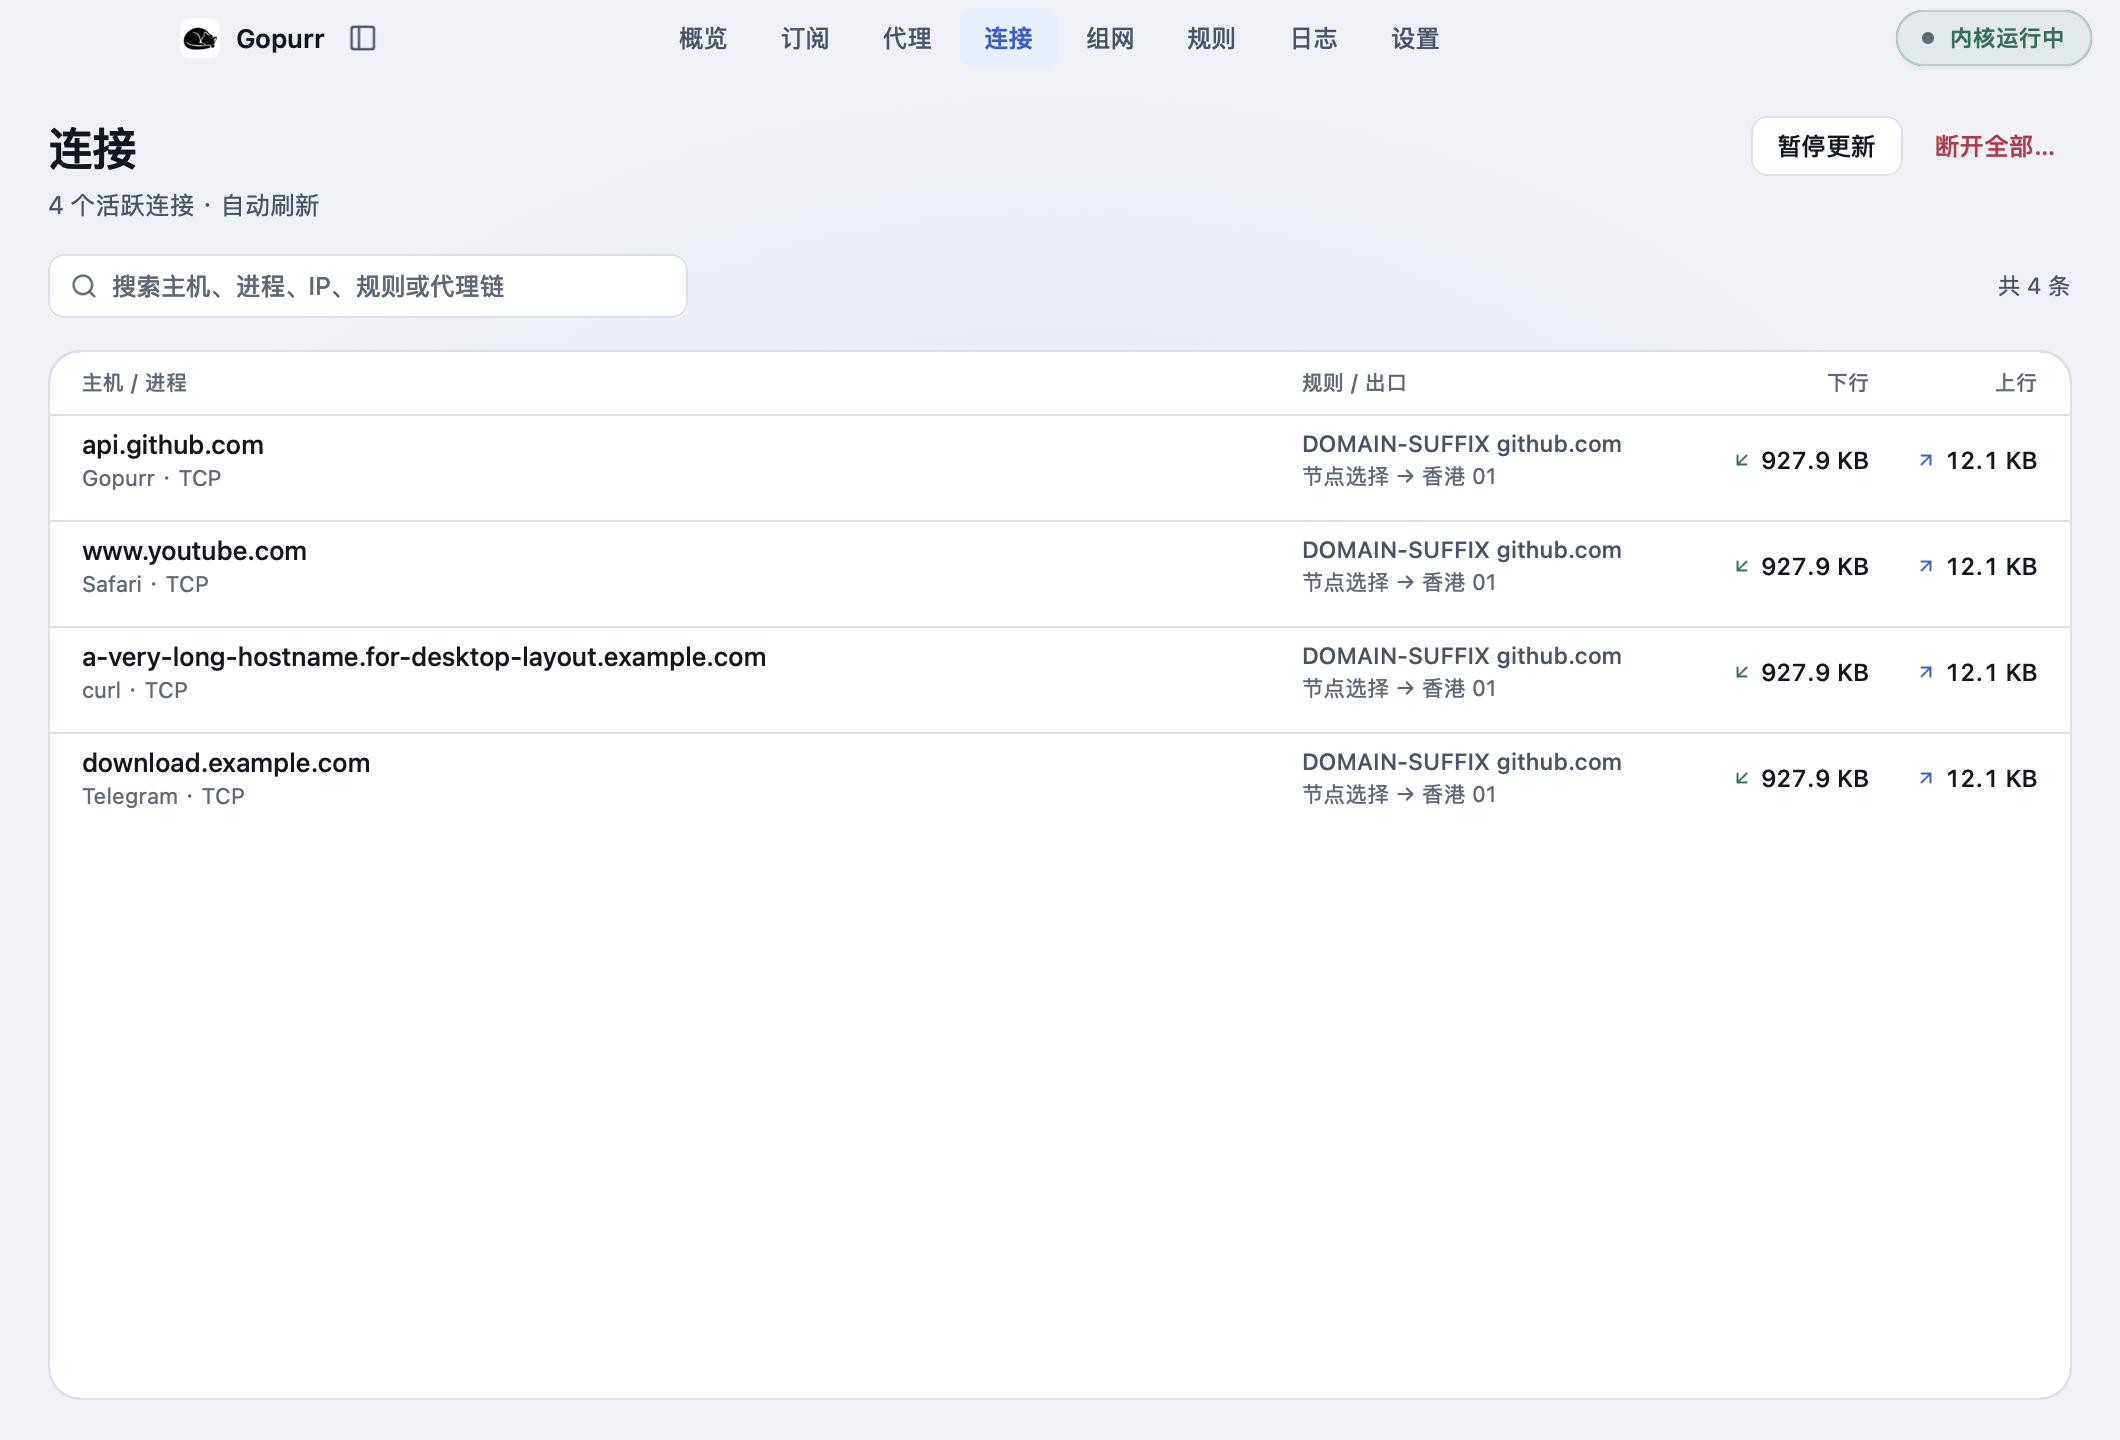 Gopurr
概览 订阅 代理 连接 组网 规则 日志 设置
内核运行中
连接
暂停更新 断开全部...
4 个活跃连接 · 自动刷新
搜索主机、进程、IP、规则或代理链
共 4 条
主机 / 进程 规则 / 出口 下行 上行
api.github.com DOMAIN-SUFFIX github.com ↙ 927.9 KB ↗ 12.1 KB
Gopurr · TCP 节点选择 → 香港 01
www.youtube.com DOMAIN-SUFFIX github.com ↙ 927.9 KB ↗ 12.1 KB
Safari · TCP 节点选择 → 香港 01
a-very-long-hostname.for-desktop-layout.example.com DOMAIN-SUFFIX github.com ↙ 927.9 KB ↗ 12.1 KB
curl · TCP 节点选择 → 香港 01
download.example.com DOMAIN-SUFFIX github.com ↙ 927.9 KB ↗ 12.1 KB
Telegram · TCP 节点选择 → 香港 01